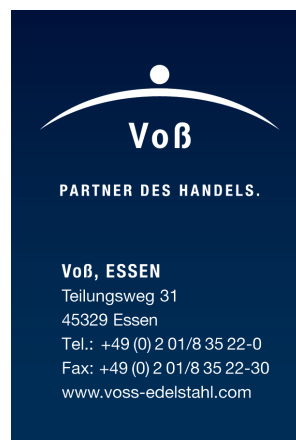 Voß
PARTNER DES HANDELS.
Voß, ESSEN
Teilungsweg 31
45329 Essen
Tel.: +49 (0) 2 01/8 35 22-0
Fax: +49 (0) 2 01/8 35 22-30
www.voss-edelstahl.com